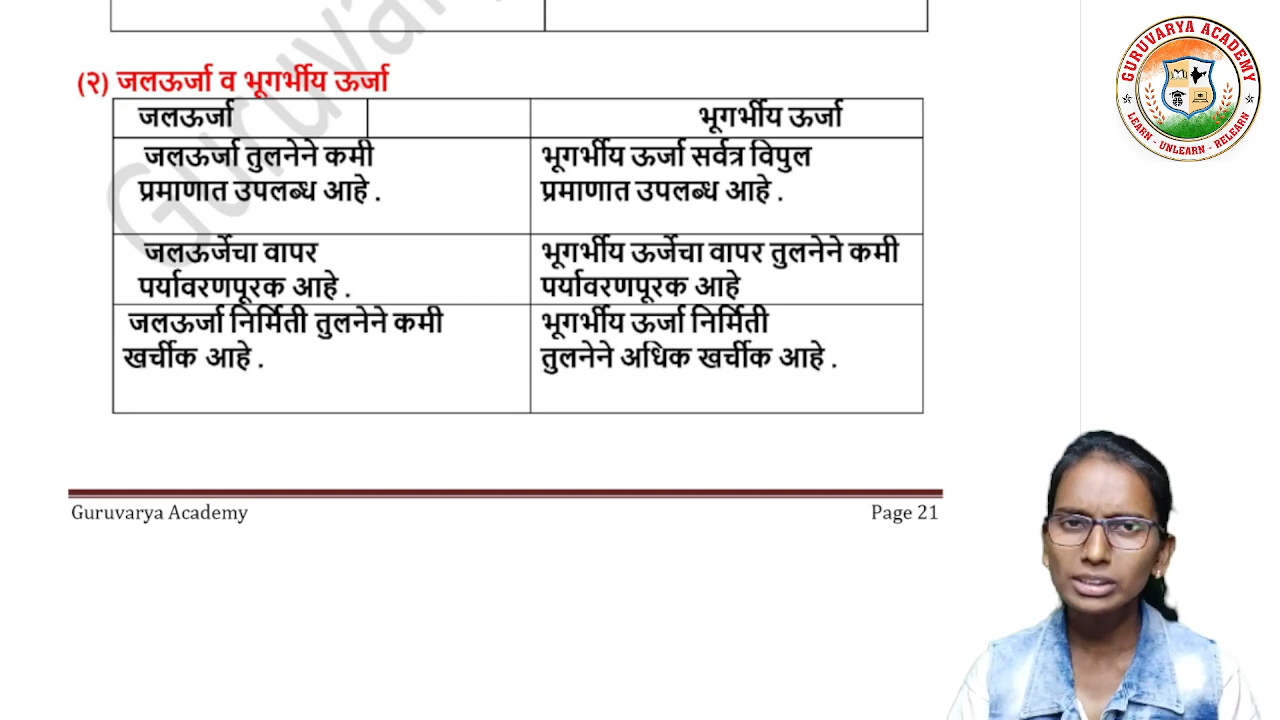 (२) जलऊर्जा व भूगर्भीय ऊर्जा
जलऊर्जा
भूगर्भीय ऊर्जा
जलऊर्जा तुलनेने कमी
प्रमाणात उपलब्ध आहे .
भूगर्भीय ऊर्जा सर्वत्र विपुल
प्रमाणात उपलब्ध आहे .
जलऊर्जेचा वापर
पर्यावरणपूरक आहे .
भूगर्भीय ऊर्जेचा वापर तुलनेने कमी
पर्यावरणपूरक आहे
जलऊर्जा निर्मिती तुलनेने कमी
खर्चीक आहे .
भूगर्भीय ऊर्जा निर्मिती
तुलनेने अधिक खर्चीक आहे .
Guruvarya Academy
Page 21
GURUVARYA ACADEMY
LEARN - UNLEARN - RELEARN